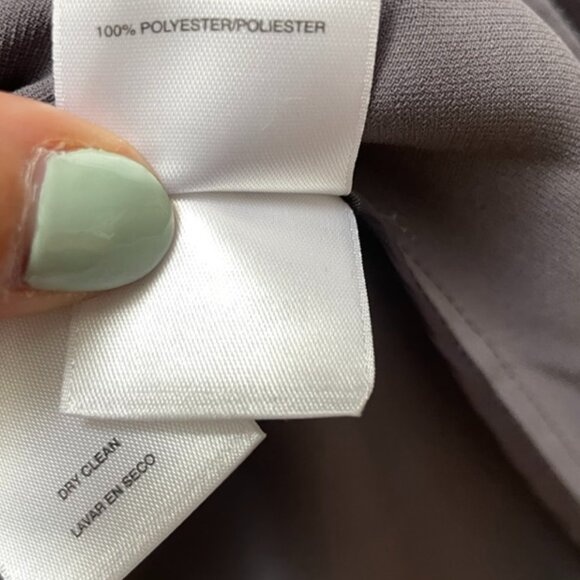 100% POLYESTER/POLIESTER
DRY CLEAN
LAVAR EN SECO